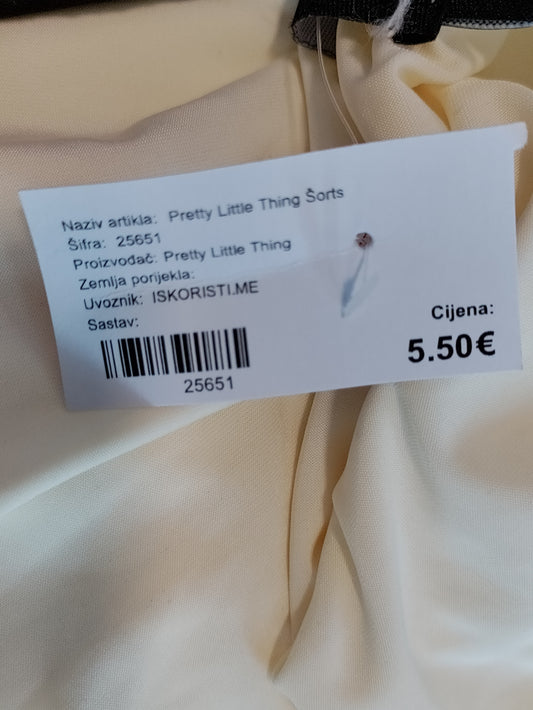 Naziv artikla: Pretty Little Thing Šorts
Šifra: 25651
Proizvođač: Pretty Little Thing
Zemlja porijekla:
Uvoznik: ISKORISTI.ME
Sastav:
25651
Cijena:
5.50€